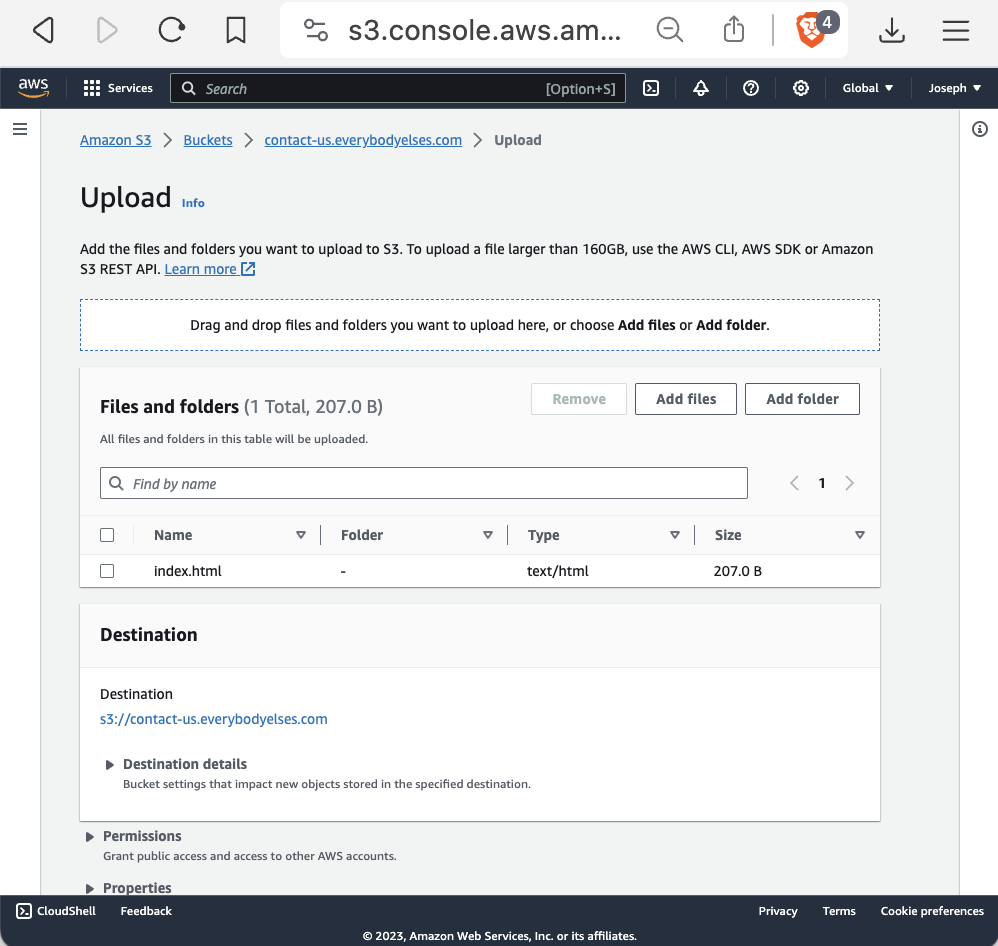 s3.console.aws.am...
4
aws
Services
Search [Option+S]
Global
Joseph
Amazon S3 Buckets contact-us.everybodyelses.com Upload
Upload Info
Add the files and folders you want to upload to S3. To upload a file larger than 160GB, use the AWS CLI, AWS SDK or Amazon
S3 REST API. Learn more
Drag and drop files and folders you want to upload here, or choose Add files or Add folder.
Files and folders (1 Total, 207.0 B)
Remove
Add files
Add folder
All files and folders in this table will be uploaded.
Find by name
1
Name Folder Type Size
index.html - text/html 207.0 B
Destination
Destination
s3://contact-us.everybodyelses.com
Destination details
Bucket settings that impact new objects stored in the specified destination.
Permissions
Grant public access and access to other AWS accounts.
Properties
CloudShell Feedback Privacy Terms Cookie preferences
© 2023, Amazon Web Services, Inc. or its affiliates.